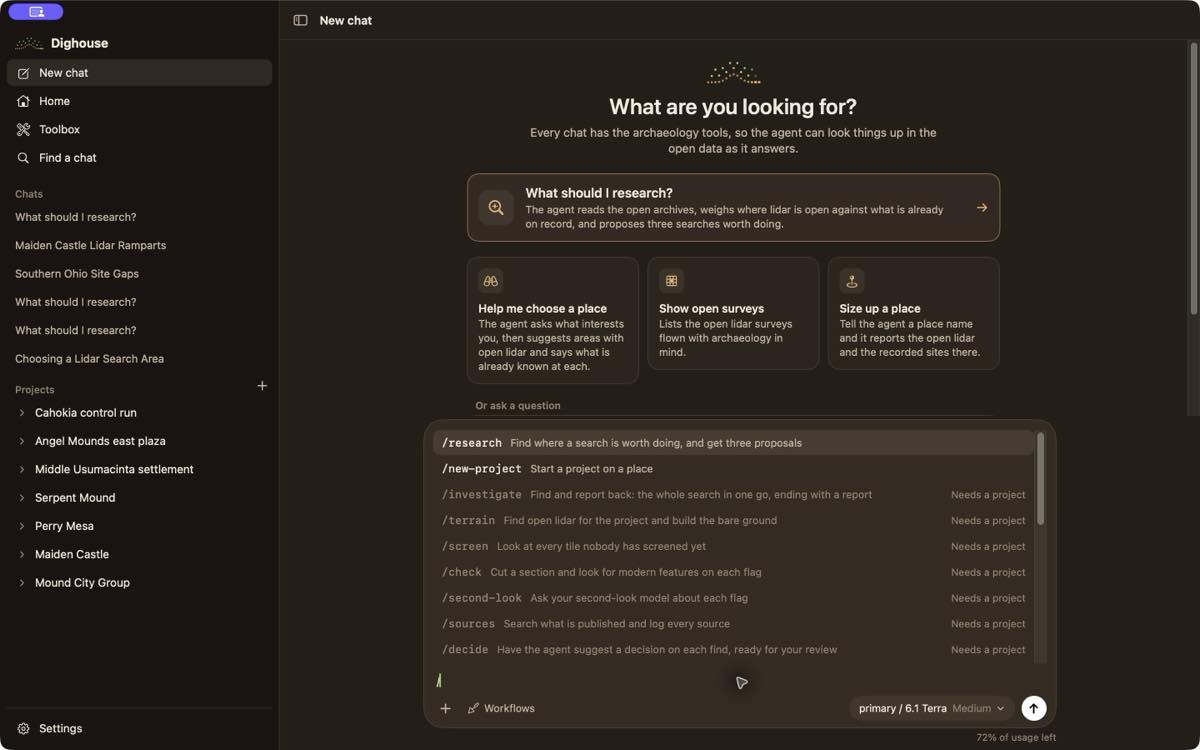 Dighouse
New chat
Home
Toolbox
Find a chat
Chats
What should I research?
Maiden Castle Lidar Ramparts
Southern Ohio Site Gaps
What should I research?
What should I research?
Choosing a Lidar Search Area
Projects
Cahokia control run
Angel Mounds east plaza
Middle Usumacinta settlement
Serpent Mound
Perry Mesa
Maiden Castle
Mound City Group
Settings
New chat
What are you looking for?
Every chat has the archaeology tools, so the agent can look things up in the
open data as it answers.
What should I research?
The agent reads the open archives, weighs where lidar is open against what is already
on record, and proposes three searches worth doing.
Help me choose a place
The agent asks what interests
you, then suggests areas with
open lidar and says what is
already known at each.
Show open surveys
Lists the open lidar surveys
flown with archaeology in
mind.
Size up a place
Tell the agent a place name
and it reports the open lidar
and the recorded sites there.
Or ask a question
/research Find where a search is worth doing, and get three proposals
/new-project Start a project on a place
/investigate Find and report back: the whole search in one go, ending with a report Needs a project
/terrain Find open lidar for the project and build the bare ground Needs a project
/screen Look at every tile nobody has screened yet Needs a project
/check Cut a section and look for modern features on each flag Needs a project
/second-look Ask your second-look model about each flag Needs a project
/sources Search what is published and log every source Needs a project
/decide Have the agent suggest a decision on each find, ready for your review Needs a project
/
Workflows
primary / 6.1 Terra Medium
72% of usage left